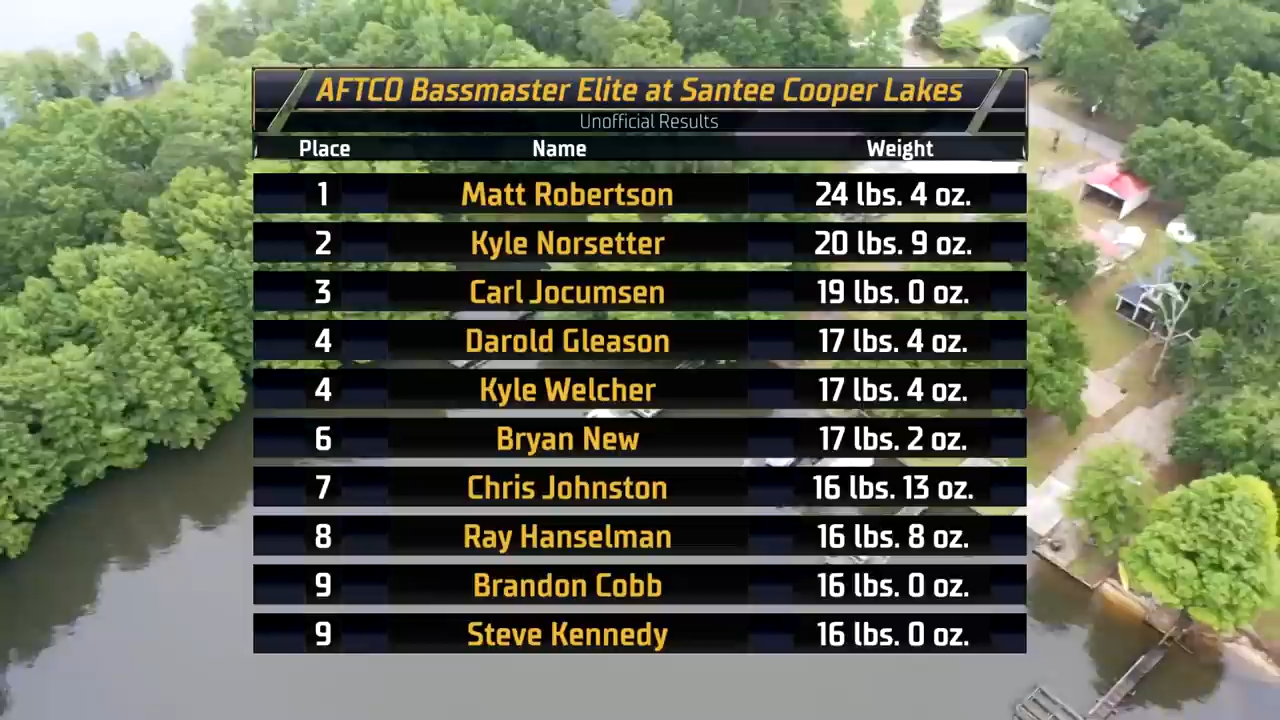 AFTCO Bassmaster Elite at Santee Cooper Lakes
Unofficial Results
Place Name Weight
1 Matt Robertson 24 lbs. 4 oz.
2 Kyle Norsetter 20 lbs. 9 oz.
3 Carl Jocumsen 19 lbs. 0 oz.
4 Darold Gleason 17 lbs. 4 oz.
4 Kyle Welcher 17 lbs. 4 oz.
6 Bryan New 17 lbs. 2 oz.
7 Chris Johnston 16 lbs. 13 oz.
8 Ray Hanselman 16 lbs. 8 oz.
9 Brandon Cobb 16 lbs. 0 oz.
9 Steve Kennedy 16 lbs. 0 oz.